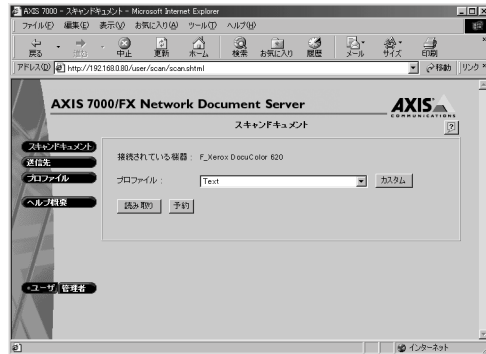 AXIS 7000 - スキャンドキュメント - Microsoft Internet Explorer
ファイル(F) 編集(E) 表示(V) お気に入り(A) ツール(T) ヘルプ(H)
戻る 進む 中止 更新 ホーム 検索 お気に入り 履歴 メール サイズ 印刷
アドレス(D) http://192.168.0.80/user/scan/scan.shtml 移動 リンク
AXIS 7000/FX Network Document Server
AXIS
COMMUNICATIONS
スキャンドキュメント
?
スキャンドキュメント
送信先
プロファイル
ヘルプ/概要
接続されている機器 : F_Xerox DocuColor 620
プロファイル : Text カスタム
読み取り 予約
・ユーザ 管理者
インターネット